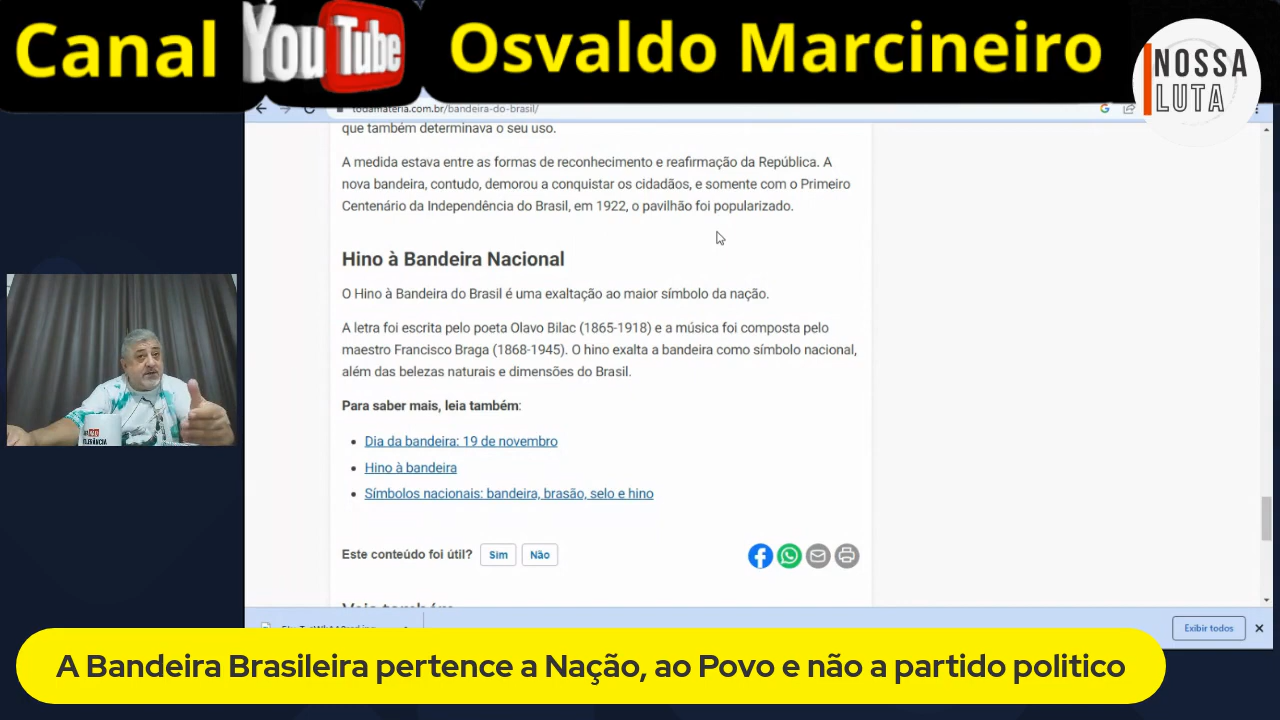 Canal YouTube Osvaldo Marcineiro
NOSSA
LUTA
todamateria.com.br/bandeira-do-brasil/
que também determinava o seu uso.
A medida estava entre as formas de reconhecimento e reafirmação da República. A
nova bandeira, contudo, demorou a conquistar os cidadãos, e somente com o Primeiro
Centenário da Independência do Brasil, em 1922, o pavilhão foi popularizado.
Hino à Bandeira Nacional
O Hino à Bandeira do Brasil é uma exaltação ao maior símbolo da nação.
A letra foi escrita pelo poeta Olavo Bilac (1865-1918) e a música foi composta pelo
maestro Francisco Braga (1868-1945). O hino exalta a bandeira como símbolo nacional,
além das belezas naturais e dimensões do Brasil.
Para saber mais, leia também:
Dia da bandeira: 19 de novembro
Hino à bandeira
Símbolos nacionais: bandeira, brasão, selo e hino
Este conteúdo foi útil? Sim Não
Veja também
Exibir todos
A Bandeira Brasileira pertence a Nação, ao Povo e não a partido politico